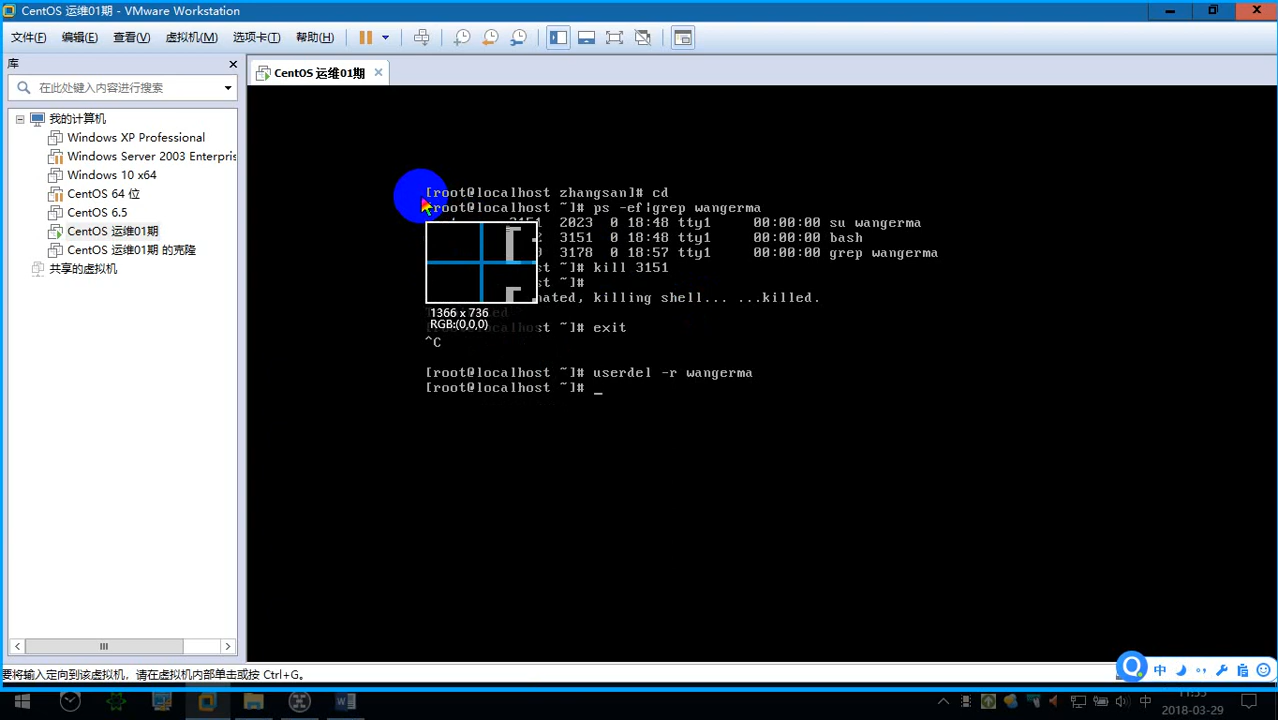 CentOS 运维01期 - VMware Workstation
文件(F) 编辑(E) 查看(V) 虚拟机(M) 选项卡(T) 帮助(H)
库
在此处键入内容进行搜索
我的计算机
Windows XP Professional
Windows Server 2003 Enterpris
Windows 10 x64
CentOS 64 位
CentOS 6.5
CentOS 运维01期
CentOS 运维01期 的克隆
共享的虚拟机
CentOS 运维01期
[root@localhost zhangsan]# cd
[root@localhost ~]# ps -ef|grep wangerma
3151 2023 0 18:48 tty1 00:00:00 su wangerma
3151 0 18:48 tty1 00:00:00 bash
3178 0 18:57 tty1 00:00:00 grep wangerma
~]# kill 3151
~]#
nated, killing shell... ...killed.
~]# exit
^C
[root@localhost ~]# userdel -r wangerma
[root@localhost ~]# _
1366 x 736
RGB:(0,0,0)
要将输入定向到该虚拟机，请在虚拟机内部单击或按 Ctrl+G。
中
中
2018-03-29